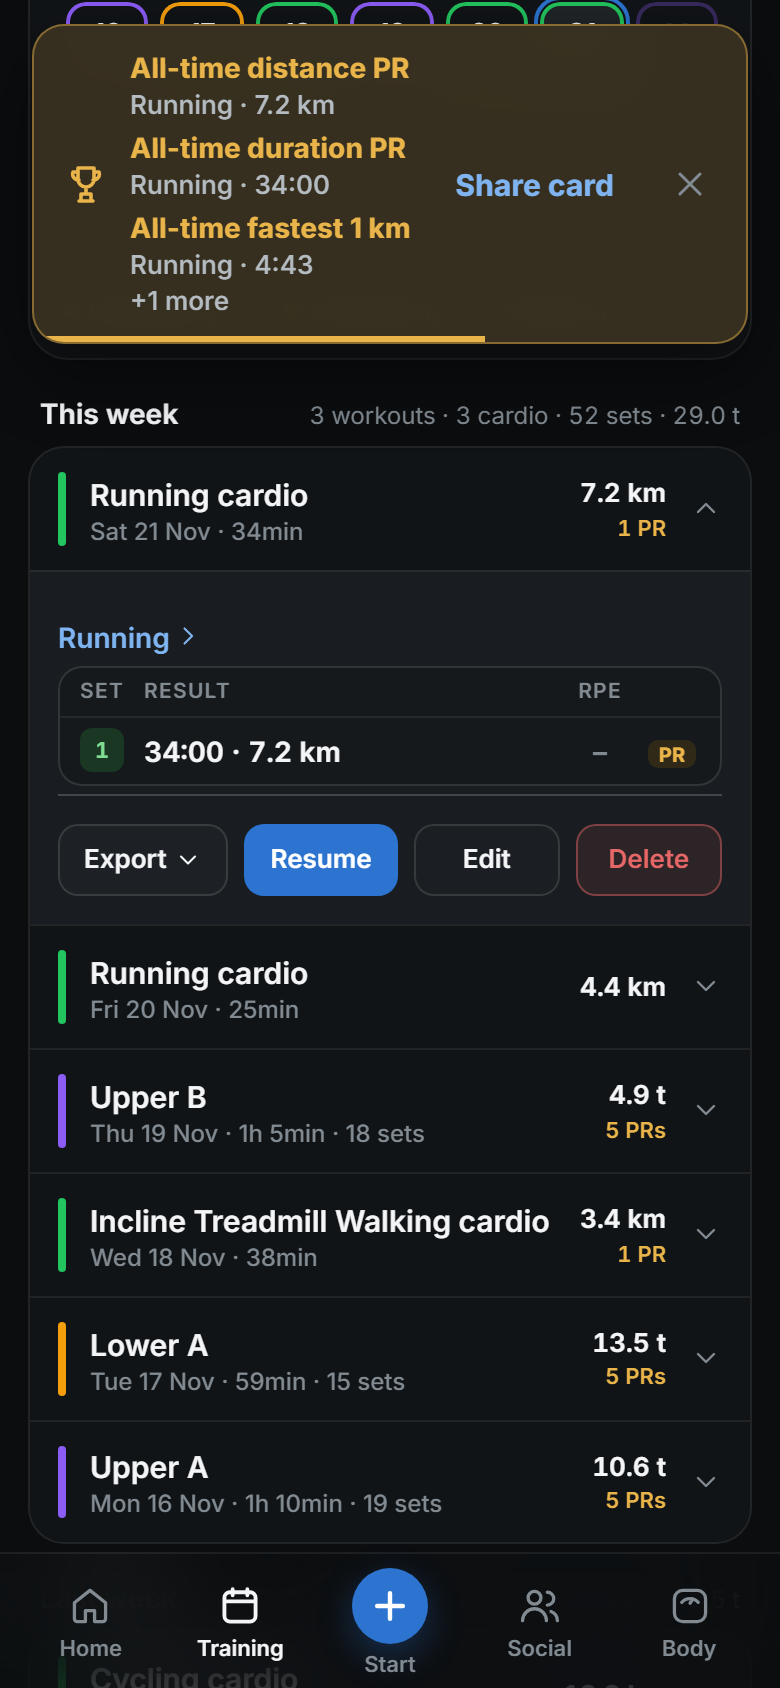 All-time distance PR
Running · 7.2 km
All-time duration PR
Running · 34:00
Share card
All-time fastest 1 km
Running · 4:43
+1 more
This week
3 workouts · 3 cardio · 52 sets · 29.0 t
Running cardio
7.2 km
Sat 21 Nov · 34min
1 PR
Running
SET RESULT RPE
1 34:00 · 7.2 km – PR
Export Resume Edit Delete
Running cardio
4.4 km
Fri 20 Nov · 25min
Upper B
4.9 t
Thu 19 Nov · 1h 5min · 18 sets
5 PRs
Incline Treadmill Walking cardio
3.4 km
Wed 18 Nov · 38min
1 PR
Lower A
13.5 t
Tue 17 Nov · 59min · 15 sets
5 PRs
Upper A
10.6 t
Mon 16 Nov · 1h 10min · 19 sets
5 PRs
Home Training Start Social Body
Cycling cardio